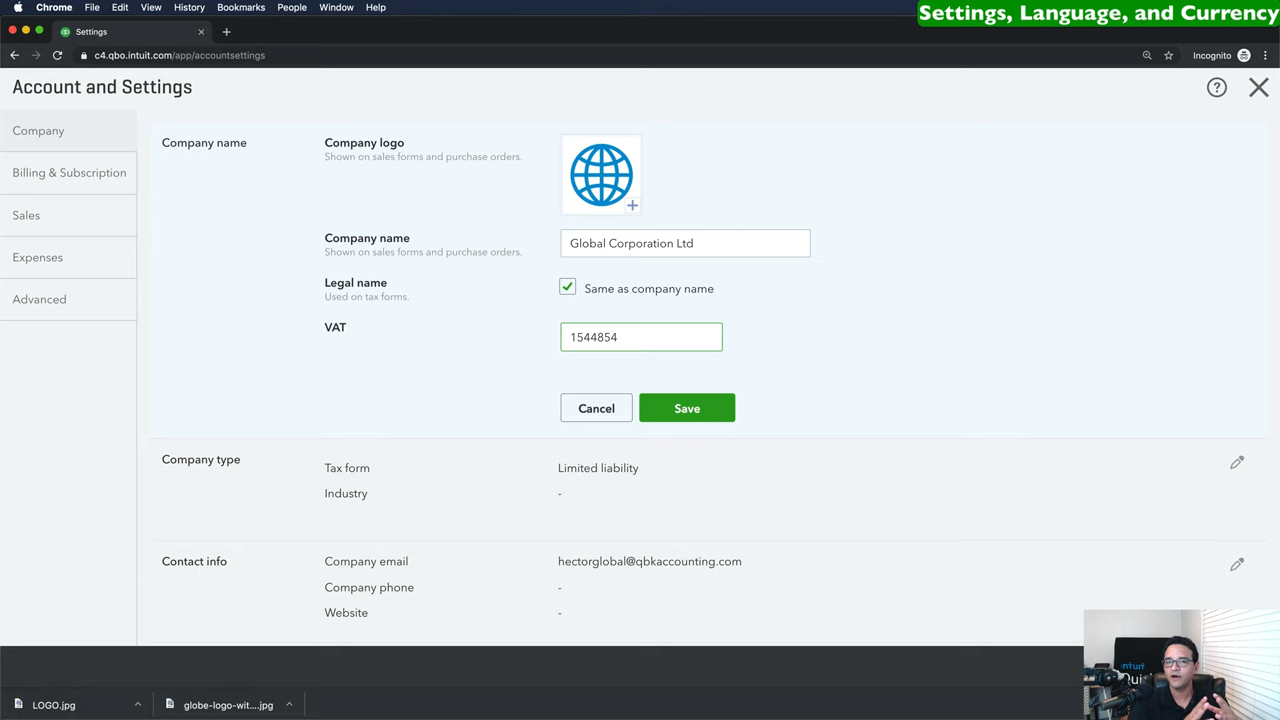 Chrome File Edit View History Bookmarks People Window Help
Settings, Language, and Currency
Settings
c4.qbo.intuit.com/app/accountsettings
Incognito
Account and Settings
Company
Billing & Subscription
Sales
Expenses
Advanced
Company name
Company logo
Shown on sales forms and purchase orders.
Company name
Shown on sales forms and purchase orders.
Global Corporation Ltd
Legal name
Used on tax forms.
Same as company name
VAT
1544854
Cancel
Save
Company type
Tax form
Limited liability
Industry
-
Contact info
Company email
hectorglobal@qbkaccounting.com
Company phone
-
Website
-
intuit
LOGO.jpg
globe-logo-wit....jpg